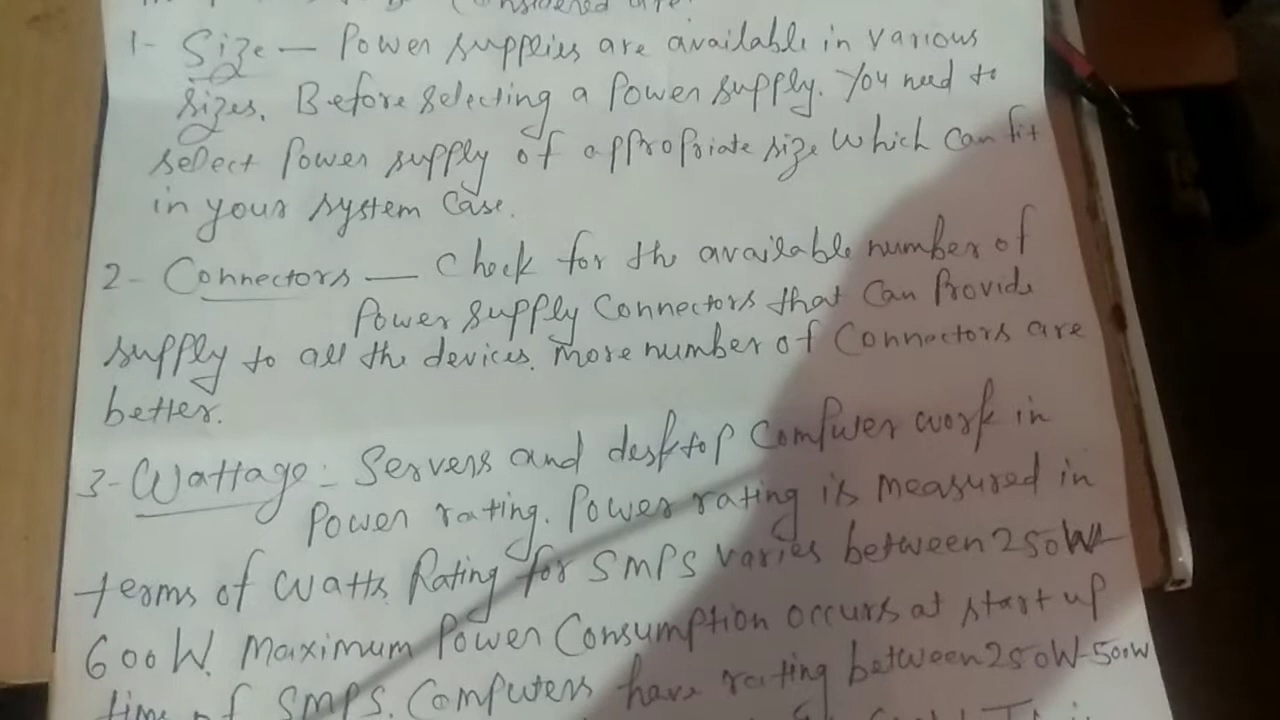 Considered are:
1- Size — Power supplies are available in various
sizes. Before selecting a Power supply. You need to
select Power supply of appropriate size which can fit
in your system case.
2- Connectors — Check for the available number of
Power supply Connectors that can Provide
supply to all the devices. More number of Connectors are
better.
3- Wattage:- Servers and desktop Computer work in
Power rating. Power rating is measured in
terms of watts. Rating for SMPS varies between 250W-
600W. Maximum Power Consumption occurs at start up
time of SMPS. Computers have rating between 250W-500W